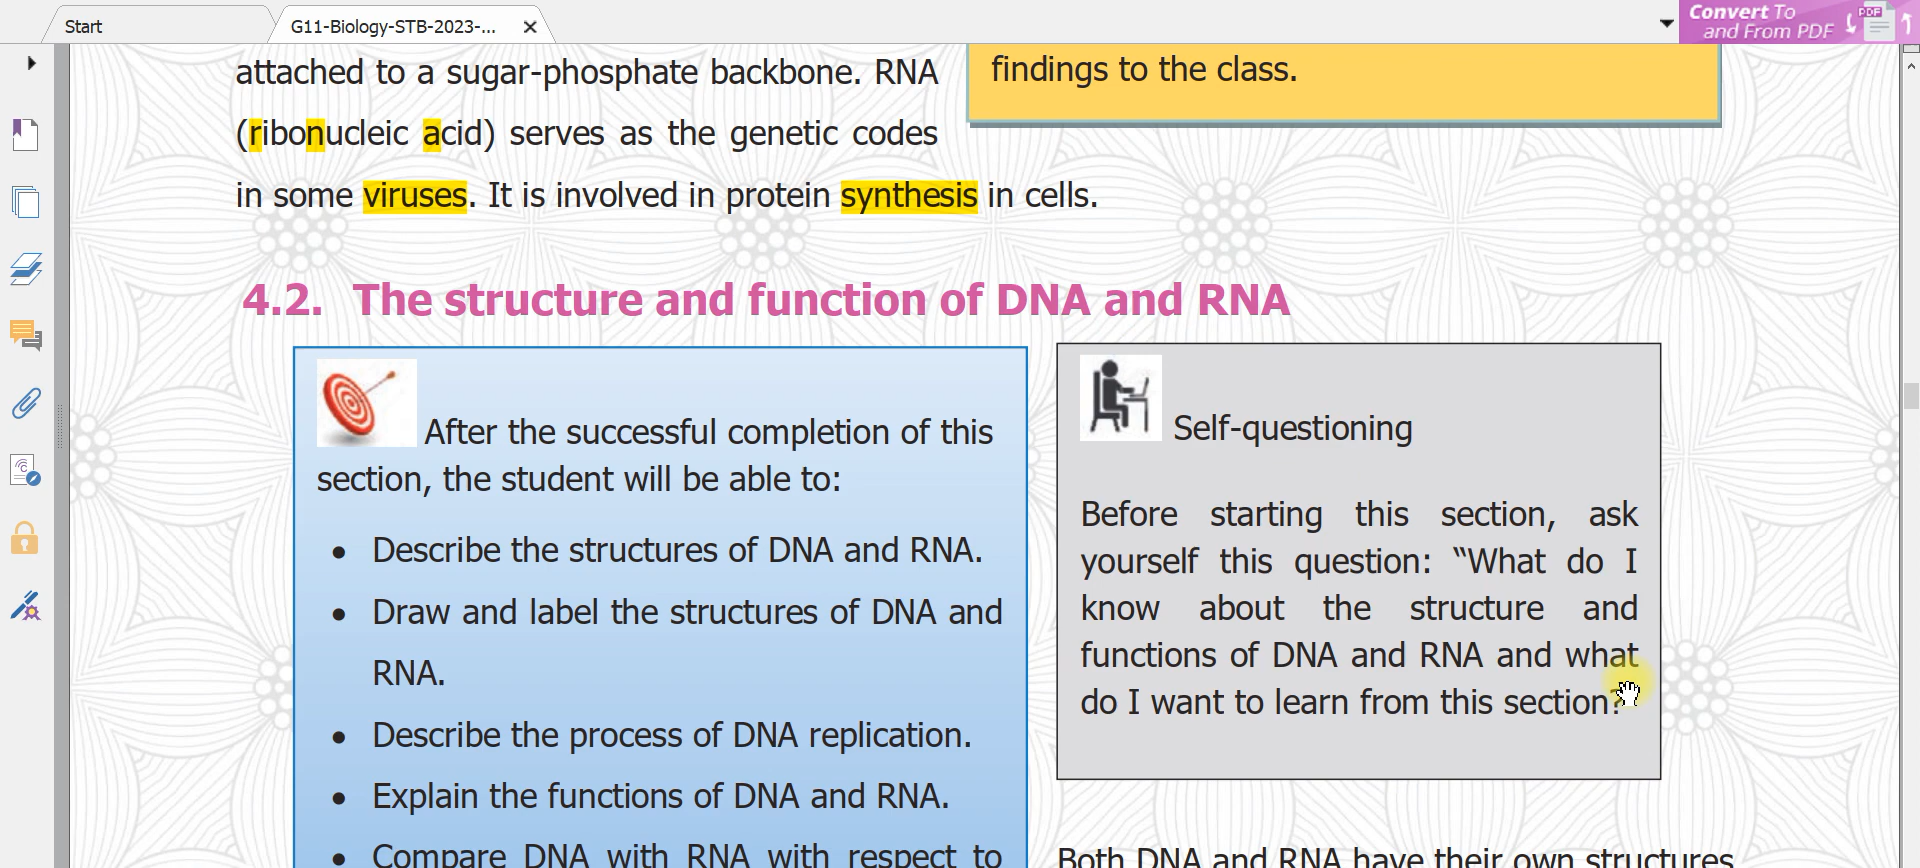 Start
G11-Biology-STB-2023-...
Convert To
and From PDF
PDF
attached to a sugar-phosphate backbone. RNA
(ribonucleic acid) serves as the genetic codes
in some viruses. It is involved in protein synthesis in cells.
findings to the class.
4.2. The structure and function of DNA and RNA
After the successful completion of this
section, the student will be able to:
• Describe the structures of DNA and RNA.
• Draw and label the structures of DNA and
RNA.
• Describe the process of DNA replication.
• Explain the functions of DNA and RNA.
• Compare DNA with RNA with respect to
Self-questioning
Before starting this section, ask
yourself this question: “What do I
know about the structure and
functions of DNA and RNA and what
do I want to learn from this section?
Both DNA and RNA have their own structures